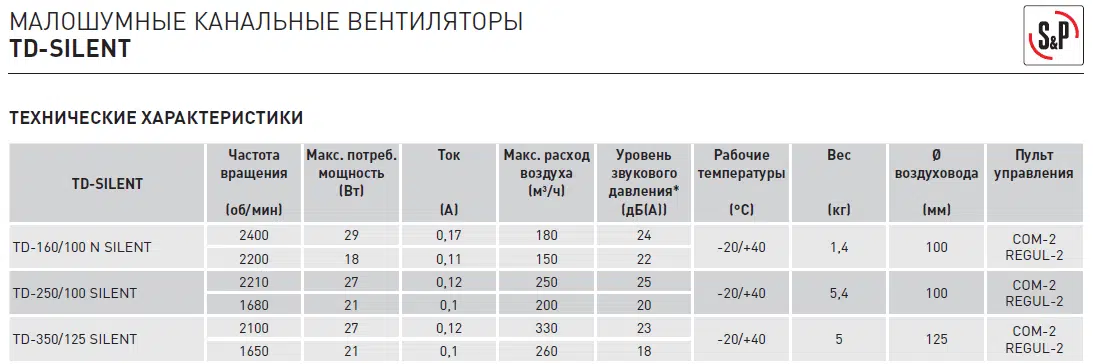 МАЛОШУМНЫЕ КАНАЛЬНЫЕ ВЕНТИЛЯТОРЫ
TD-SILENT
S&P
ТЕХНИЧЕСКИЕ ХАРАКТЕРИСТИКИ
TD-SILENT
Частота
вращения
(об/мин)
Макс. потреб.
мощность
(Вт)
Ток
(А)
Макс. расход
воздуха
(м³/ч)
Уровень
звукового
давления*
(дБ(А))
Рабочие
температуры
(°C)
Вес
(кг)
Ø
воздуховода
(мм)
Пульт
управления
TD-160/100 N SILENT
2400 29 0,17 180 24
2200 18 0,11 150 22
-20/+40 1,4 100
COM-2
REGUL-2
TD-250/100 SILENT
2210 27 0,12 250 25
1680 21 0,1 200 20
-20/+40 5,4 100
COM-2
REGUL-2
TD-350/125 SILENT
2100 27 0,12 330 23
1650 21 0,1 260 18
-20/+40 5 125
COM-2
REGUL-2